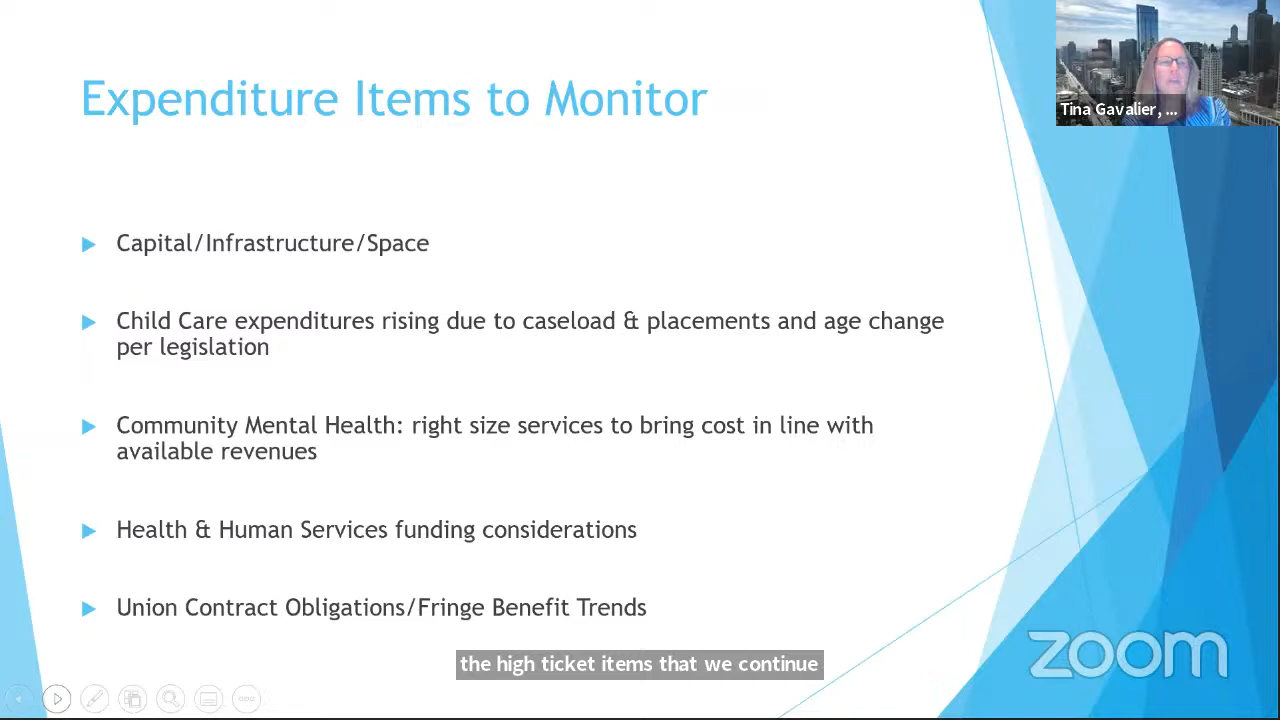 Expenditure Items to Monitor
Tina Gavalier, ...
Capital/Infrastructure/Space
Child Care expenditures rising due to caseload & placements and age change
per legislation
Community Mental Health: right size services to bring cost in line with
available revenues
Health & Human Services funding considerations
Union Contract Obligations/Fringe Benefit Trends
the high ticket items that we continue
zoom